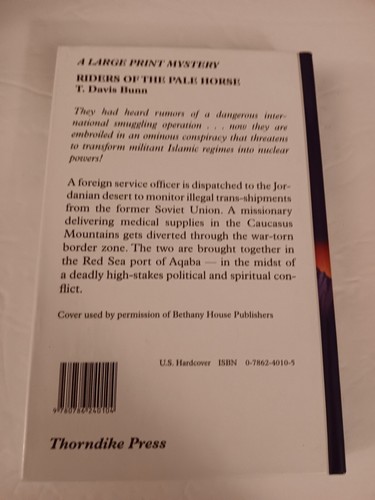 A LARGE PRINT MYSTERY
RIDERS OF THE PALE HORSE
T. Davis Bunn
They had heard rumors of a dangerous inter-
national smuggling operation . . . now they are
embroiled in an ominous conspiracy that threatens
to transform militant Islamic regimes into nuclear
powers!
A foreign service officer is dispatched to the Jor-
danian desert to monitor illegal trans-shipments
from the former Soviet Union. A missionary
delivering medical supplies in the Caucasus
Mountains gets diverted through the war-torn
border zone. The two are brought together in
the Red Sea port of Aqaba — in the midst of
a deadly high-stakes political and spiritual con-
flict.
Cover used by permission of Bethany House Publishers
U.S. Hardcover ISBN 0-7862-4010-5
9780786240104
Thorndike Press